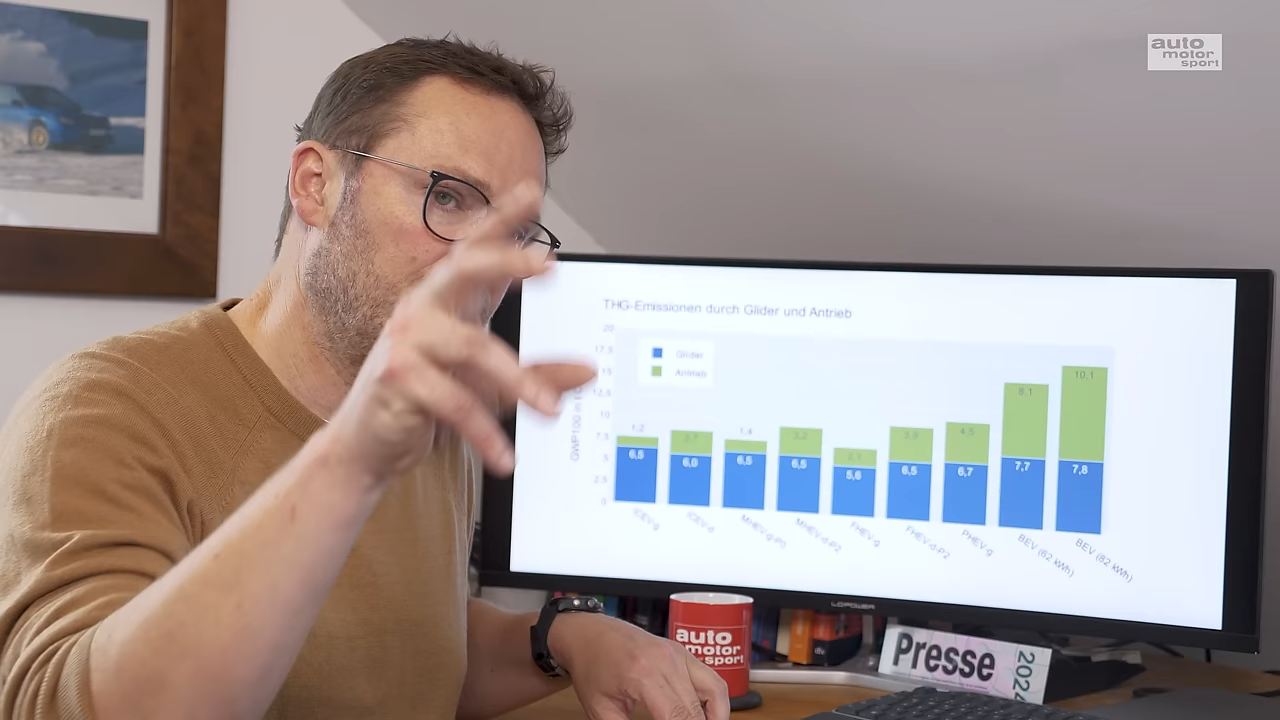 auto
motor
sport
THG-Emissionen durch Glider und Antrieb
20
17,5
15
12,5
10
7,5
5
2,5
0
Glider
Antrieb
1,2
2,7
1,4
3,2
3,9
4,5
8,1
10,1
6,5
6,0
6,5
6,5
5,6
6,5
6,7
7,7
7,8
ICEV-g
ICEV-d
MHEV-g-P0
MHEV-d-P2
FHEV-g
FHEV-d-P2
PHEV-g
BEV (62 kWh)
BEV (82 kWh)
LC-POWER
auto
motor
sport
Presse
2024